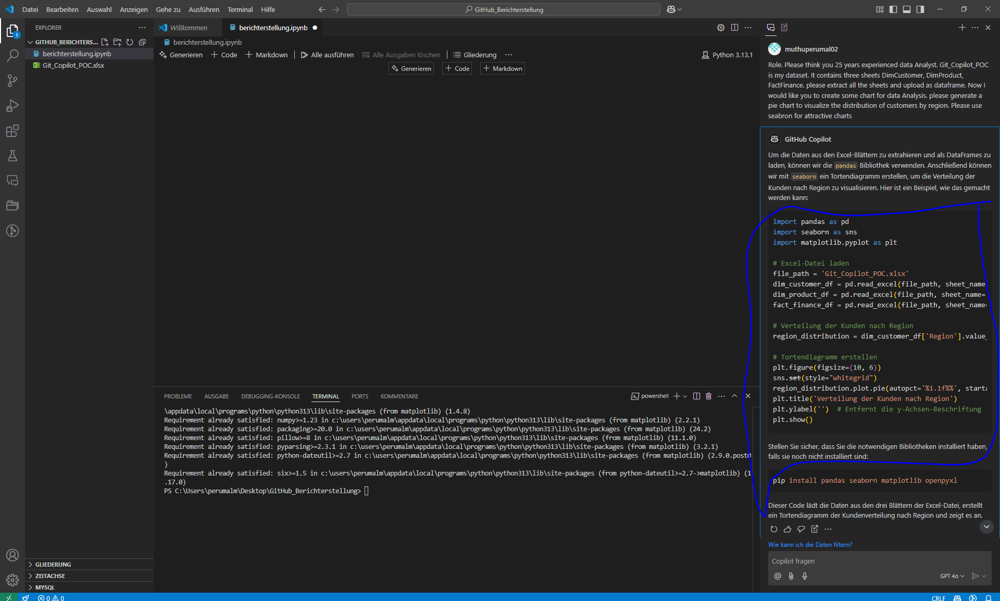 Datei Bearbeiten Auswahl Anzeigen Gehe zu Ausführen Terminal Hilfe
GitHub_Berichterstellung
EXPLORER
GITHUB_BERICHTERS...
berichterstellung.ipynb
Git_Copilot_POC.xlsx
GLIEDERUNG
ZEITACHSE
MYSQL
Willkommen
berichterstellung.ipynb
berichterstellung.ipynb
Generieren Code Markdown Alle ausführen Alle Ausgaben löschen Gliederung
Python 3.13.1
Generieren Code Markdown
PROBLEME AUSGABE DEBUGGING-KONSOLE TERMINAL PORTS KOMMENTARE
powershell
\appdata\local\programs\python\python313\lib\site-packages (from matplotlib) (1.4.8)
Requirement already satisfied: numpy>=1.23 in c:\users\perumalm\appdata\local\programs\python\python313\lib\site-packages (from matplotlib) (2.2.1)
Requirement already satisfied: packaging>=20.0 in c:\users\perumalm\appdata\local\programs\python\python313\lib\site-packages (from matplotlib) (24.2)
Requirement already satisfied: pillow>=8 in c:\users\perumalm\appdata\local\programs\python\python313\lib\site-packages (from matplotlib) (11.1.0)
Requirement already satisfied: pyparsing>=2.3.1 in c:\users\perumalm\appdata\local\programs\python\python313\lib\site-packages (from matplotlib) (3.2.1)
Requirement already satisfied: python-dateutil>=2.7 in c:\users\perumalm\appdata\local\programs\python\python313\lib\site-packages (from matplotlib) (2.9.0.post0
)
Requirement already satisfied: six>=1.5 in c:\users\perumalm\appdata\local\programs\python\python313\lib\site-packages (from python-dateutil>=2.7->matplotlib) (1
.17.0)
PS C:\Users\perumalm\Desktop\GitHub_Berichterstellung>
muthuperumal02
Role. Please think you 25 years experienced data Analyst. Git_Copilot_POC
is my dataset. It contains three sheets DimCustomer, DimProduct,
FactFinance. please extract all the sheets and upload as dataframe. Now I
would like you to create some chart for data Analysis. please generate a
pie chart to visualize the distribution of customers by region. Please use
seabron for attractive charts
GitHub Copilot
Um die Daten aus den Excel-Blättern zu extrahieren und als DataFrames zu
laden, können wir die pandas Bibliothek verwenden. Anschließend können
wir mit seaborn ein Tortendiagramm erstellen, um die Verteilung der
Kunden nach Region zu visualisieren. Hier ist ein Beispiel, wie das gemacht
werden kann:
import pandas as pd
import seaborn as sns
import matplotlib.pyplot as plt
# Excel-Datei laden
file_path = 'Git_Copilot_POC.xlsx'
dim_customer_df = pd.read_excel(file_path, sheet_name
dim_product_df = pd.read_excel(file_path, sheet_name=
fact_finance_df = pd.read_excel(file_path, sheet_name=
# Verteilung der Kunden nach Region
region_distribution = dim_customer_df['Region'].value_
# Tortendiagramm erstellen
plt.figure(figsize=(10, 6))
sns.set(style="whitegrid")
region_distribution.plot.pie(autopct='%1.1f%%', starta
plt.title('Verteilung der Kunden nach Region')
plt.ylabel('') # Entfernt die y-Achsen-Beschriftung
plt.show()
Stellen Sie sicher, dass Sie die notwendigen Bibliotheken installiert haben,
falls sie noch nicht installiert sind:
pip install pandas seaborn matplotlib openpyxl
Dieser Code lädt die Daten aus den drei Blättern der Excel-Datei, erstellt
ein Tortendiagramm der Kundenverteilung nach Region und zeigt es an.
Wie kann ich die Daten filtern?
Copilot fragen
GPT 4o
0 0
CRLF
1